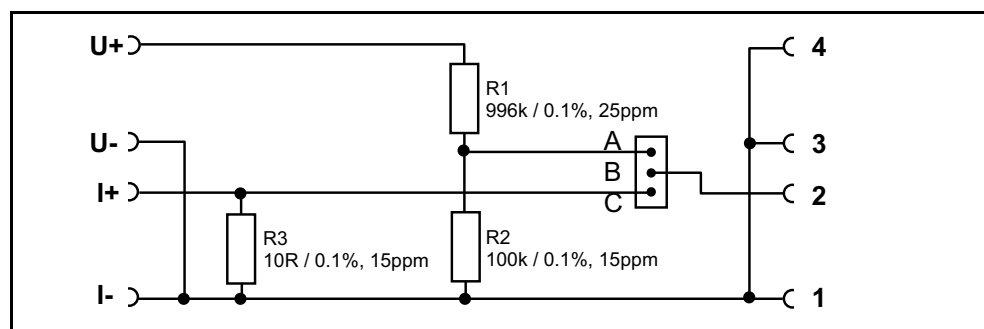 U+
4
R1
996k / 0.1%, 25ppm
U-
A
3
B
I+
2
C
R3
10R / 0.1%, 15ppm
R2
100k / 0.1%, 15ppm
I-
1